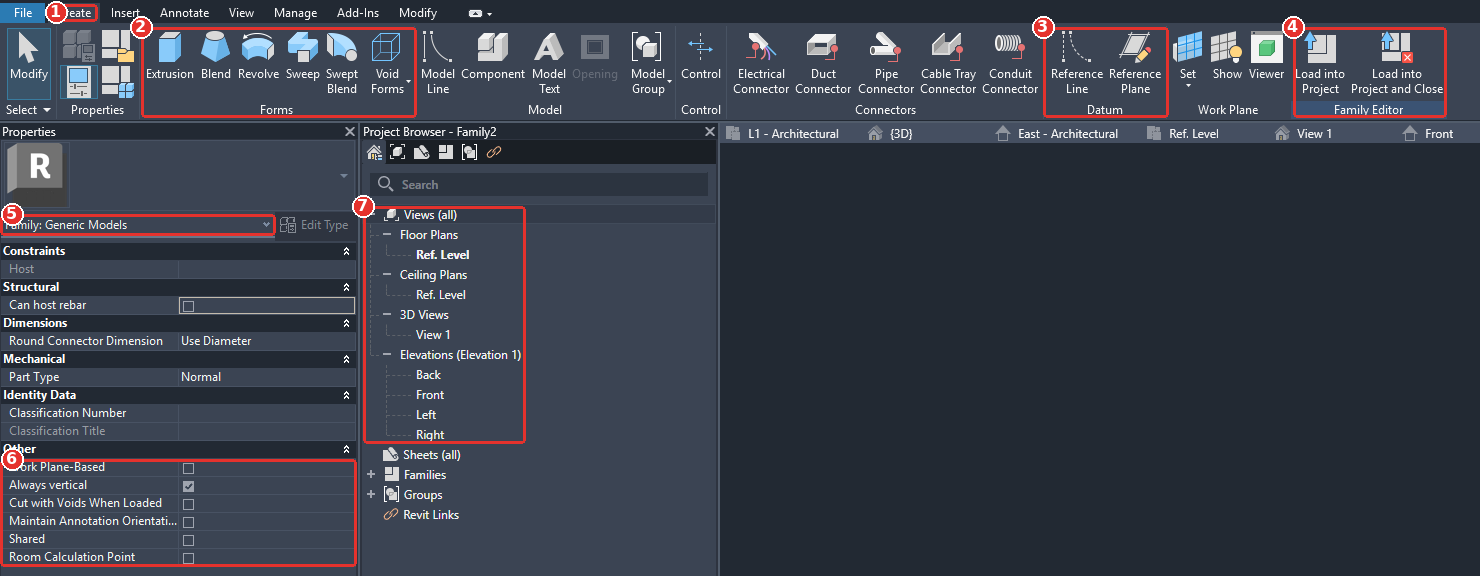 File 1 Create Insert Annotate View Manage Add-Ins Modify
2 3 4
Modify
Select
Properties
Extrusion Blend Revolve Sweep Swept Blend Void Forms
Forms
Model Line Component Model Text Opening Model Group
Model
Control
Control
Electrical Connector Duct Connector Pipe Connector Cable Tray Connector Conduit Connector
Connectors
Reference Line Reference Plane
Datum
Set Show Viewer
Work Plane
Load into Project Load into Project and Close
Family Editor
Properties
R
5
Family: Generic Models
Edit Type
Constraints
Host
Structural
Can host rebar
Dimensions
Round Connector Dimension Use Diameter
Mechanical
Part Type Normal
Identity Data
Classification Number
Classification Title
Other
6
Work Plane-Based
Always vertical
Cut with Voids When Loaded
Maintain Annotation Orientati...
Shared
Room Calculation Point
Project Browser - Family2
Search
7
Views (all)
Floor Plans
Ref. Level
Ceiling Plans
Ref. Level
3D Views
View 1
Elevations (Elevation 1)
Back
Front
Left
Right
Sheets (all)
Families
Groups
Revit Links
L1 - Architectural {3D} East - Architectural Ref. Level View 1 Front